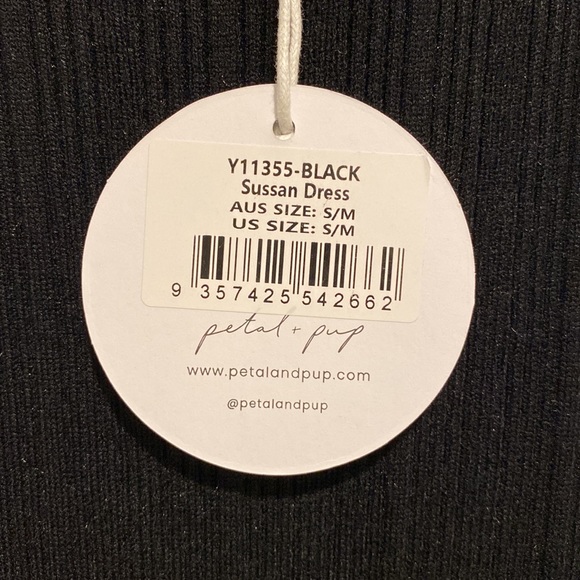 Y11355-BLACK
Sussan Dress
AUS SIZE: S/M
US SIZE: S/M
9 357425 542662
petal + pup
www.petalandpup.com
@petalandpup